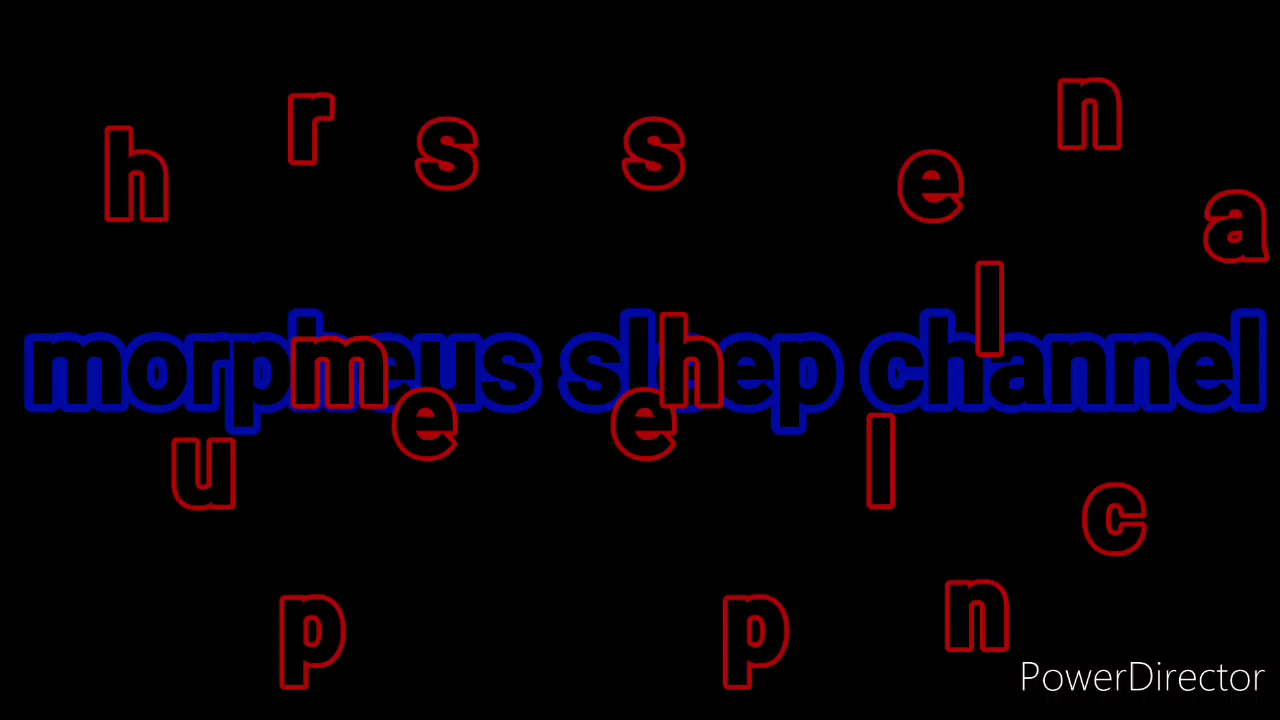 h r s s e n a
l
morpheus sleep channel
m h
e e
u l c
p p n
PowerDirector